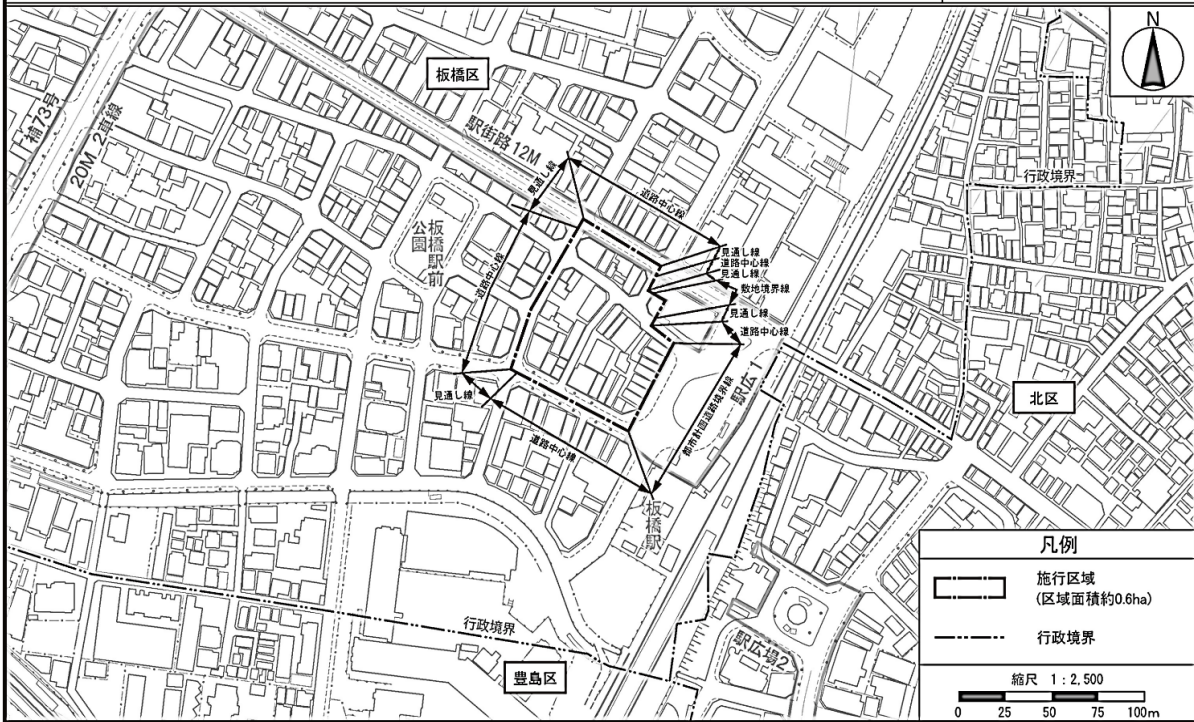 N
板橋区
補73号
20M 2車線
駅街路12M
見通し線
道路中心線
行政境界
板橋駅前
公園
道路中心線
見通し線
道路中心線
見通し線
敷地境界線
見通し線
道路中心線
駅広1
都市計画道路境界線
北区
見通し線
道路中心線
板橋駅
行政境界
豊島区
駅広場2
凡例
施行区域
(区域面積約0.6ha)
行政境界
縮尺 1:2,500
0 25 50 75 100m